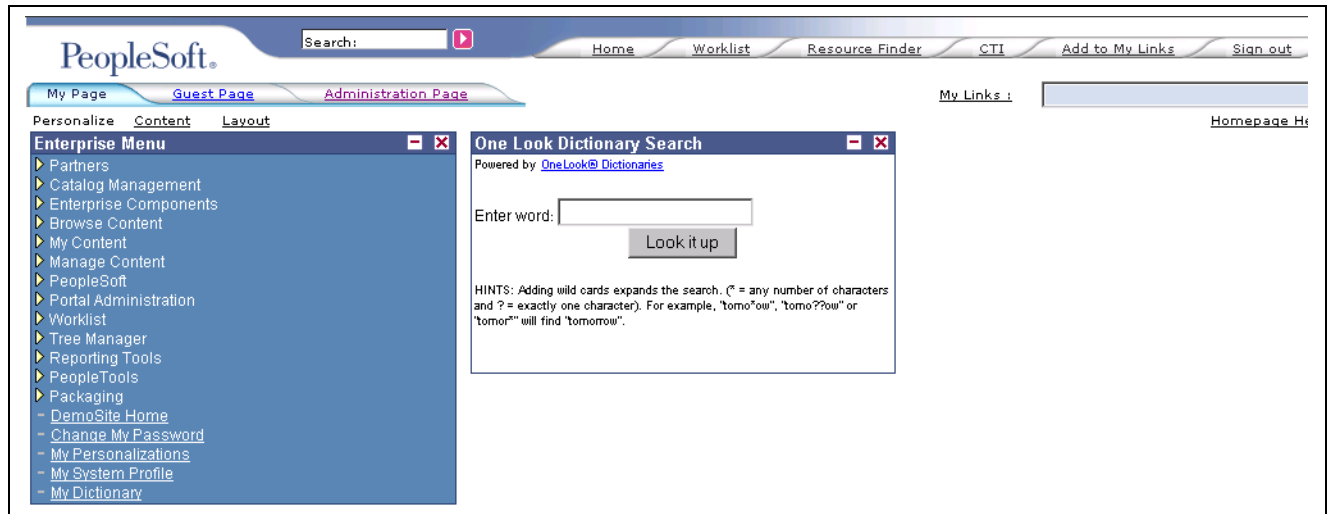 PeopleSoft®
Search:
Home Worklist Resource Finder CTI Add to My Links Sign out
My Page Guest Page Administration Page
My Links :
Personalize Content Layout
Homepage He
Enterprise Menu
Partners
Catalog Management
Enterprise Components
Browse Content
My Content
Manage Content
PeopleSoft
Portal Administration
Worklist
Tree Manager
Reporting Tools
PeopleTools
Packaging
- DemoSite Home
- Change My Password
- My Personalizations
- My System Profile
- My Dictionary
One Look Dictionary Search
Powered by OneLook® Dictionaries
Enter word:
Look it up
HINTS: Adding wild cards expands the search. (* = any number of characters
and ? = exactly one character). For example, "tomo*ow", "tomo??ow" or
"tomor*" will find "tomorrow".